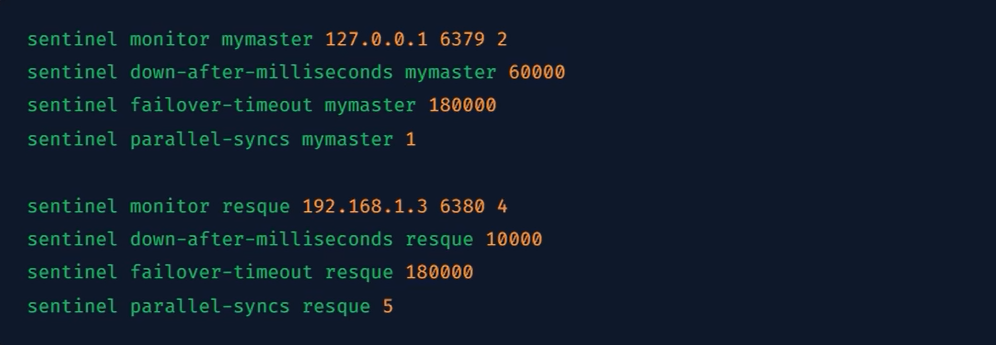 sentinel monitor mymaster 127.0.0.1 6379 2
sentinel down-after-milliseconds mymaster 60000
sentinel failover-timeout mymaster 180000
sentinel parallel-syncs mymaster 1

sentinel monitor resque 192.168.1.3 6380 4
sentinel down-after-milliseconds resque 10000
sentinel failover-timeout resque 180000
sentinel parallel-syncs resque 5